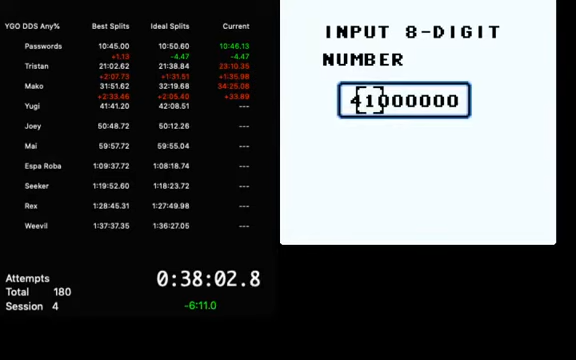 YGO DDS Any% Best Splits Ideal Splits Current
Passwords 10:45.00 10:50.60 10:46.13
+1.13 -4.47 -4.47
Tristan 21:02.62 21:38.84 23:10.35
+2:07.73 +1:31.51 +1:35.98
Mako 31:51.62 32:19.68 34:25.08
+2:33.46 +2:05.40 +33.89
Yugi 41:41.20 42:08.51 ---
Joey 50:48.72 50:12.26 ---
Mai 59:57.72 59:55.04 ---
Espa Roba 1:09:37.72 1:08:18.74 ---
Seeker 1:19:52.60 1:18:23.72 ---
Rex 1:28:45.31 1:27:49.98 ---
Weevil 1:37:37.35 1:36:27.05 ---
Attempts
Total 180
Session 4
0:38:02.8
-6:11.0
INPUT 8-DIGIT
NUMBER
4[1]000000